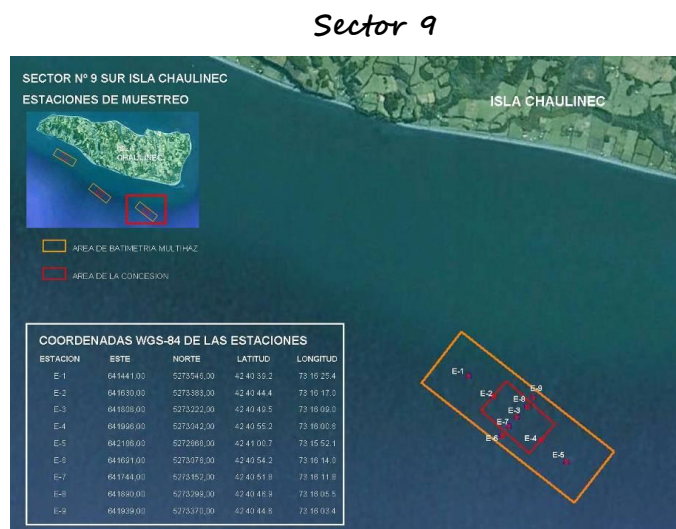 Sector 9
SECTOR Nº 9 SUR ISLA CHAULINEC
ESTACIONES DE MUESTREO
ISLA CHAULINEC
CHAULINEC
AREA DE BATIMETRIA MULTIHAZ
AREA DE LA CONCESION
COORDENADAS WGS-84 DE LAS ESTACIONES
ESTACION ESTE NORTE LATITUD LONGITUD
E-1 641441,00 5273546,00 42 40 39.2 73 16 25.4
E-2 641630,00 5273383,00 42 40 44.4 73 16 17.0
E-3 641808,00 5273222,00 42 40 49.5 73 16 09.0
E-4 641996,00 5273042,00 42 40 55.2 73 16 00.6
E-5 642186,00 5272868,00 42 41 00.7 73 15 52.1
E-6 641691,00 5273078,00 42 40 54.2 73 16 14.0
E-7 641744,00 5273152,00 42 40 51.8 73 16 11.8
E-8 641890,00 5273299,00 42 40 46.9 73 16 05.5
E-9 641939,00 5273370,00 42 40 44.6 73 16 03.4
E-1
E-2
E-9
E-8
E-3
E-7
E-6
E-4
E-5